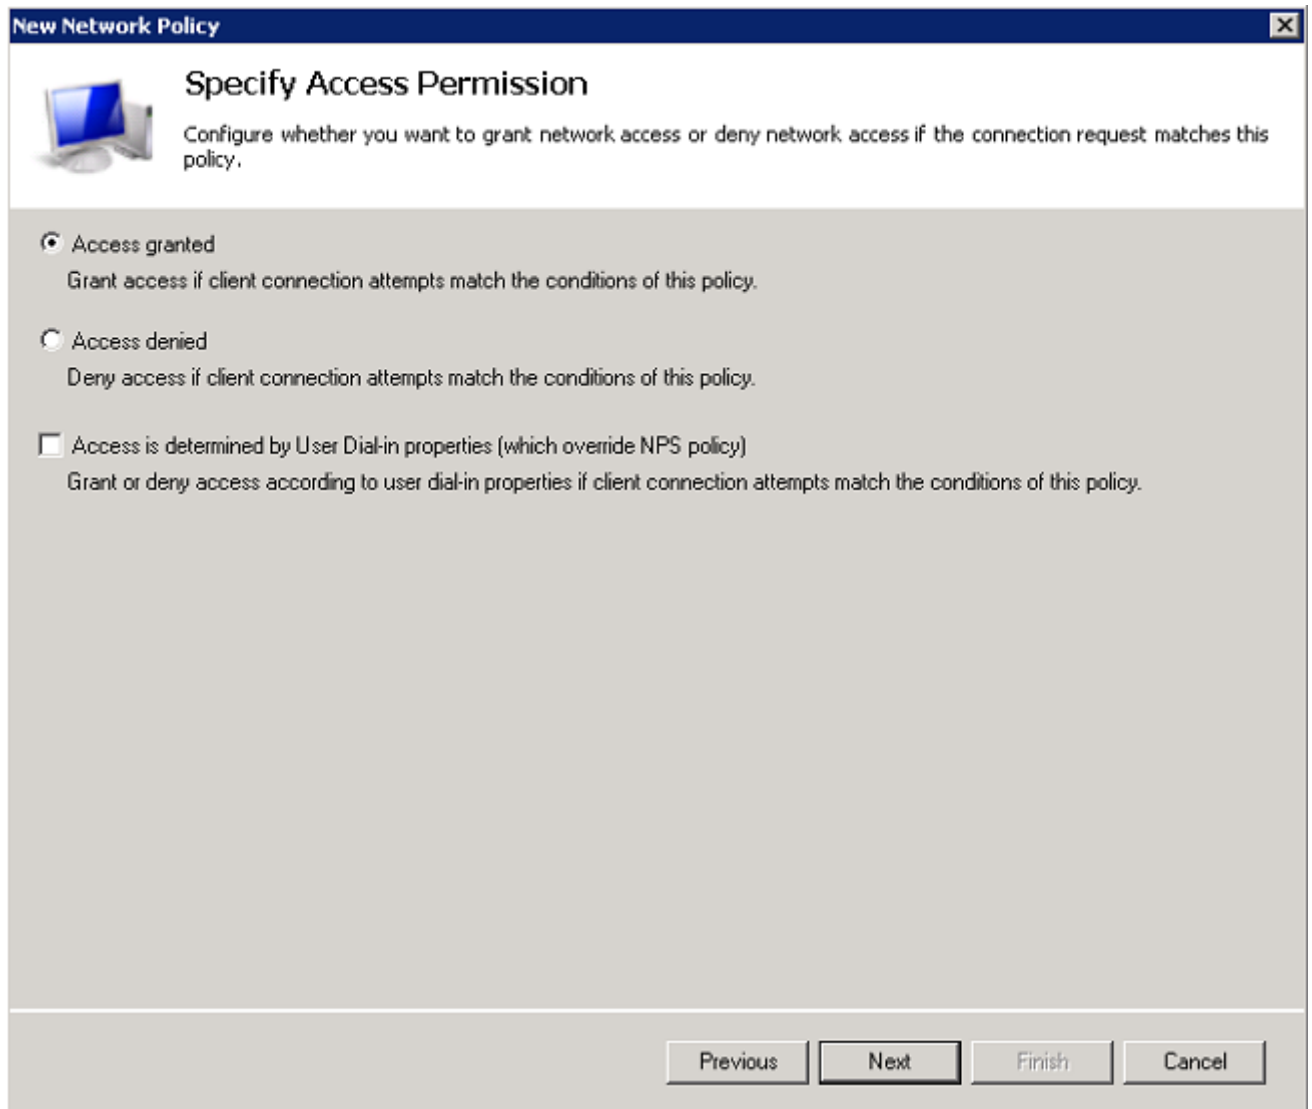 New Network Policy
Specify Access Permission
Configure whether you want to grant network access or deny network access if the connection request matches this
policy.
Access granted
Grant access if client connection attempts match the conditions of this policy.
Access denied
Deny access if client connection attempts match the conditions of this policy.
Access is determined by User Dial-in properties (which override NPS policy)
Grant or deny access according to user dial-in properties if client connection attempts match the conditions of this policy.
Previous Next Finish Cancel